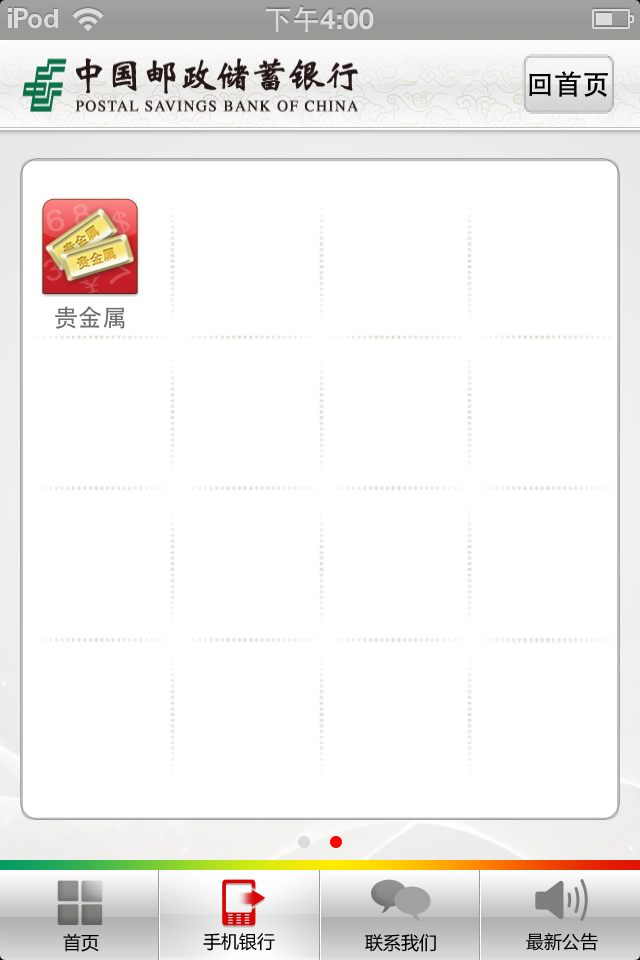 iPod
下午4:00
中国邮政储蓄银行
POSTAL SAVINGS BANK OF CHINA
回首页
贵金属
贵金属
贵金属
首页
手机银行
联系我们
最新公告